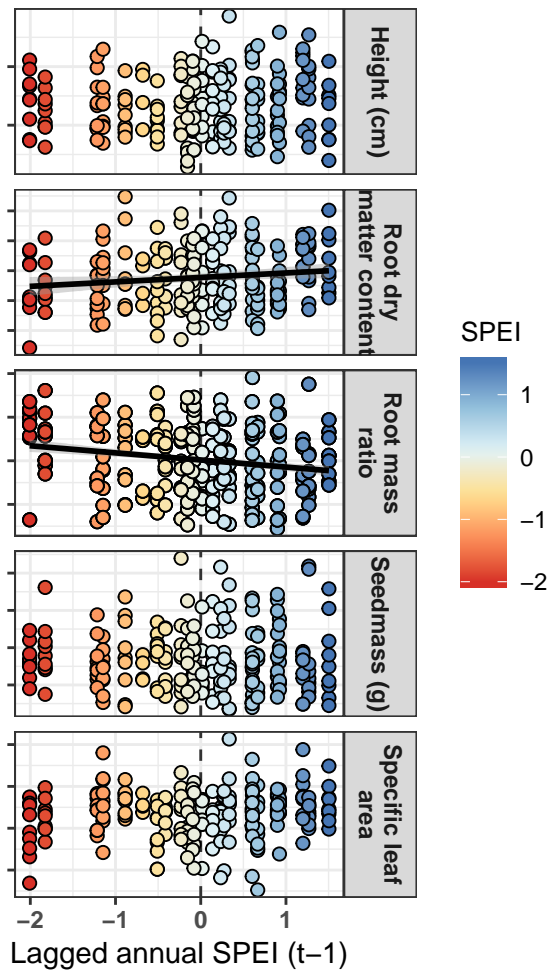 Height (cm)
Root dry
matter content
Root mass
ratio
Seedmass (g)
Specific leaf
area
−2
−1
0
1
Lagged annual SPEI (t−1)
SPEI
1
0
−1
−2